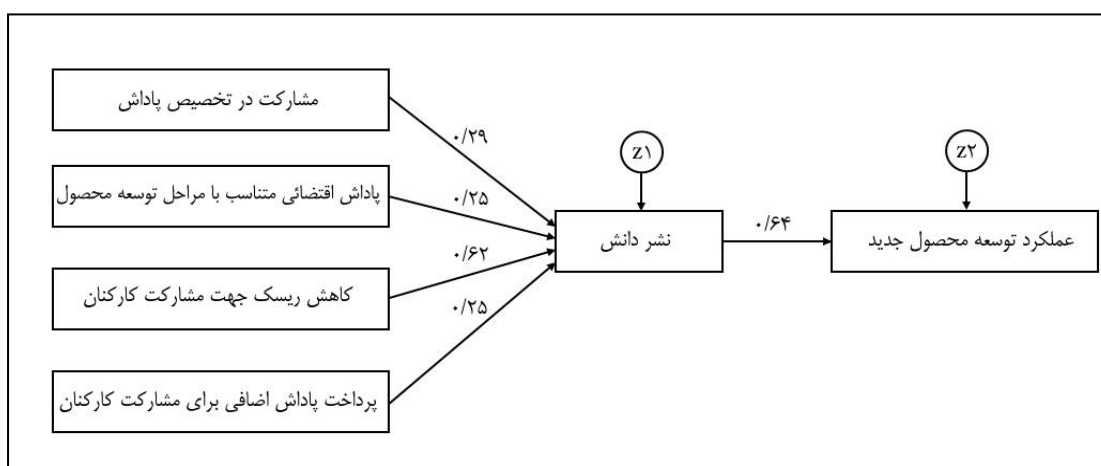 مشارکت در تخصیص پاداش
۰/۲۹
z۱
z۲
پاداش اقتضائی متناسب با مراحل توسعه محصول
۰/۲۵
نشر دانش
۰/۶۴
عملکرد توسعه محصول جدید
۰/۶۲
کاهش ریسک جهت مشارکت کارکنان
۰/۲۵
پرداخت پاداش اضافی برای مشارکت کارکنان